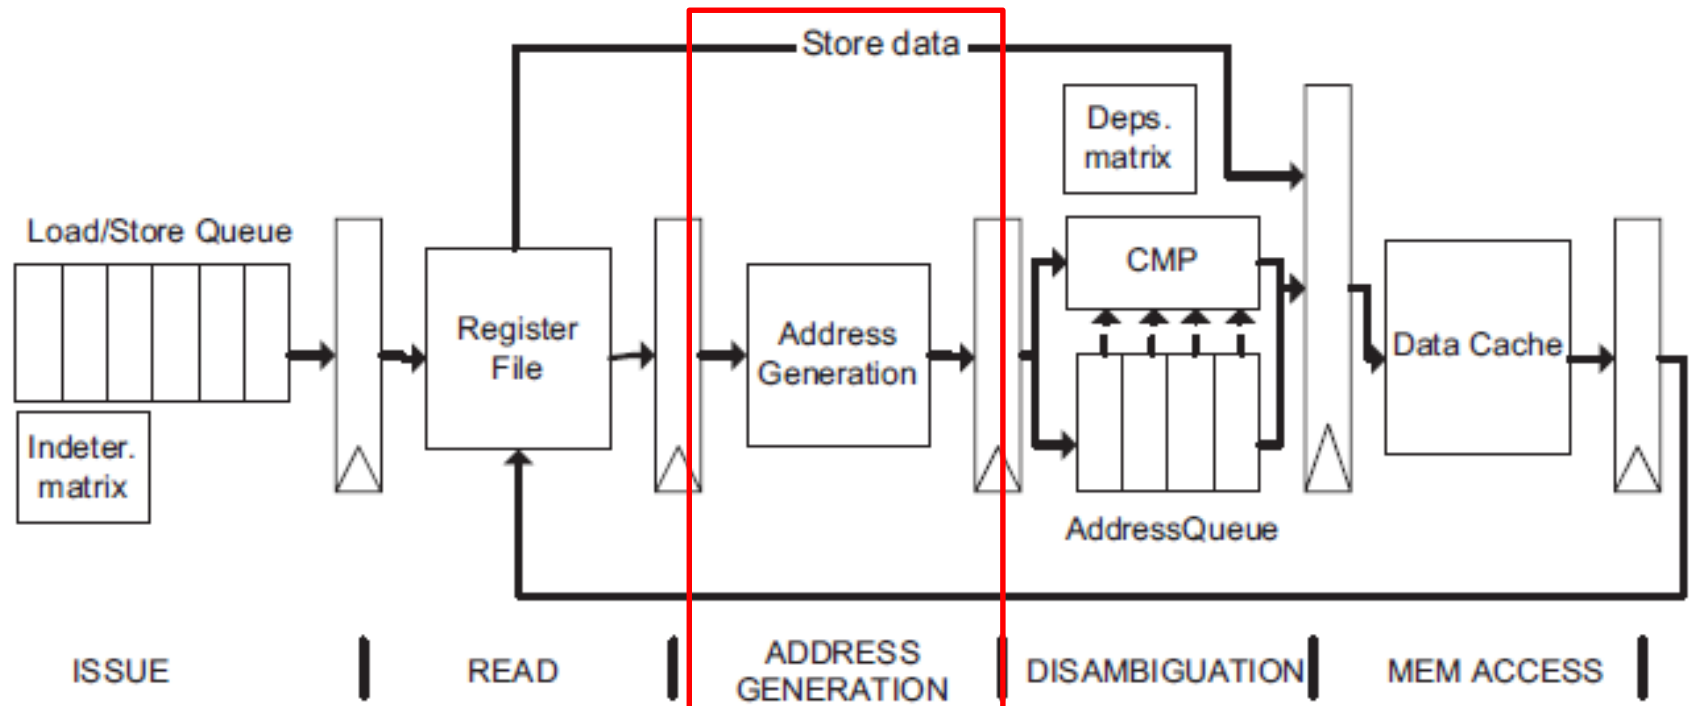 Store data
Deps.
matrix
Load/Store Queue
CMP
Register
File
Address
Generation
Data Cache
Indeter.
matrix
AddressQueue
ISSUE
READ
ADDRESS
GENERATION
DISAMBIGUATION
MEM ACCESS